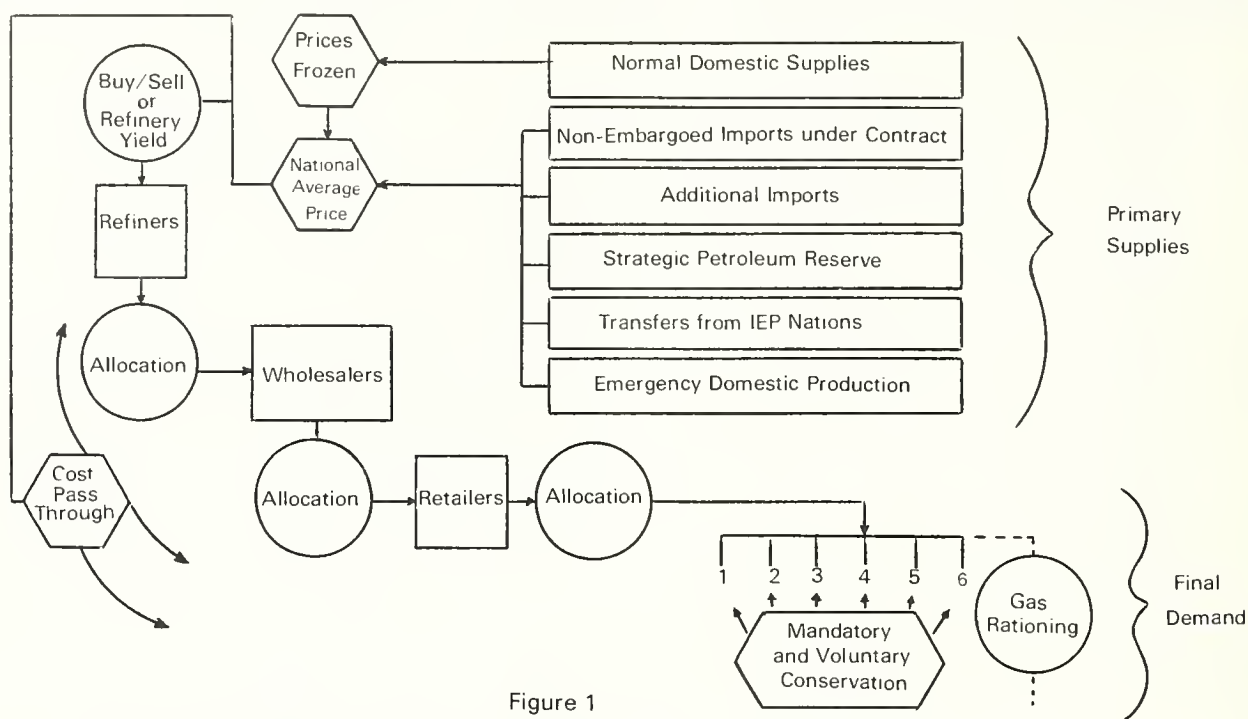 Prices
Frozen
Normal Domestic Supplies
Buy/Sell
or
Refinery
Yield
National
Average
Price
Non-Embargoed Imports under Contract
Additional Imports
Strategic Petroleum Reserve
Transfers from IEP Nations
Emergency Domestic Production
Primary
Supplies
Refiners
Allocation
Wholesalers
Cost
Pass
Through
Allocation
Retailers
Allocation
1 2 3 4 5 6
Mandatory
and Voluntary
Conservation
Gas
Rationing
Final
Demand
Figure 1